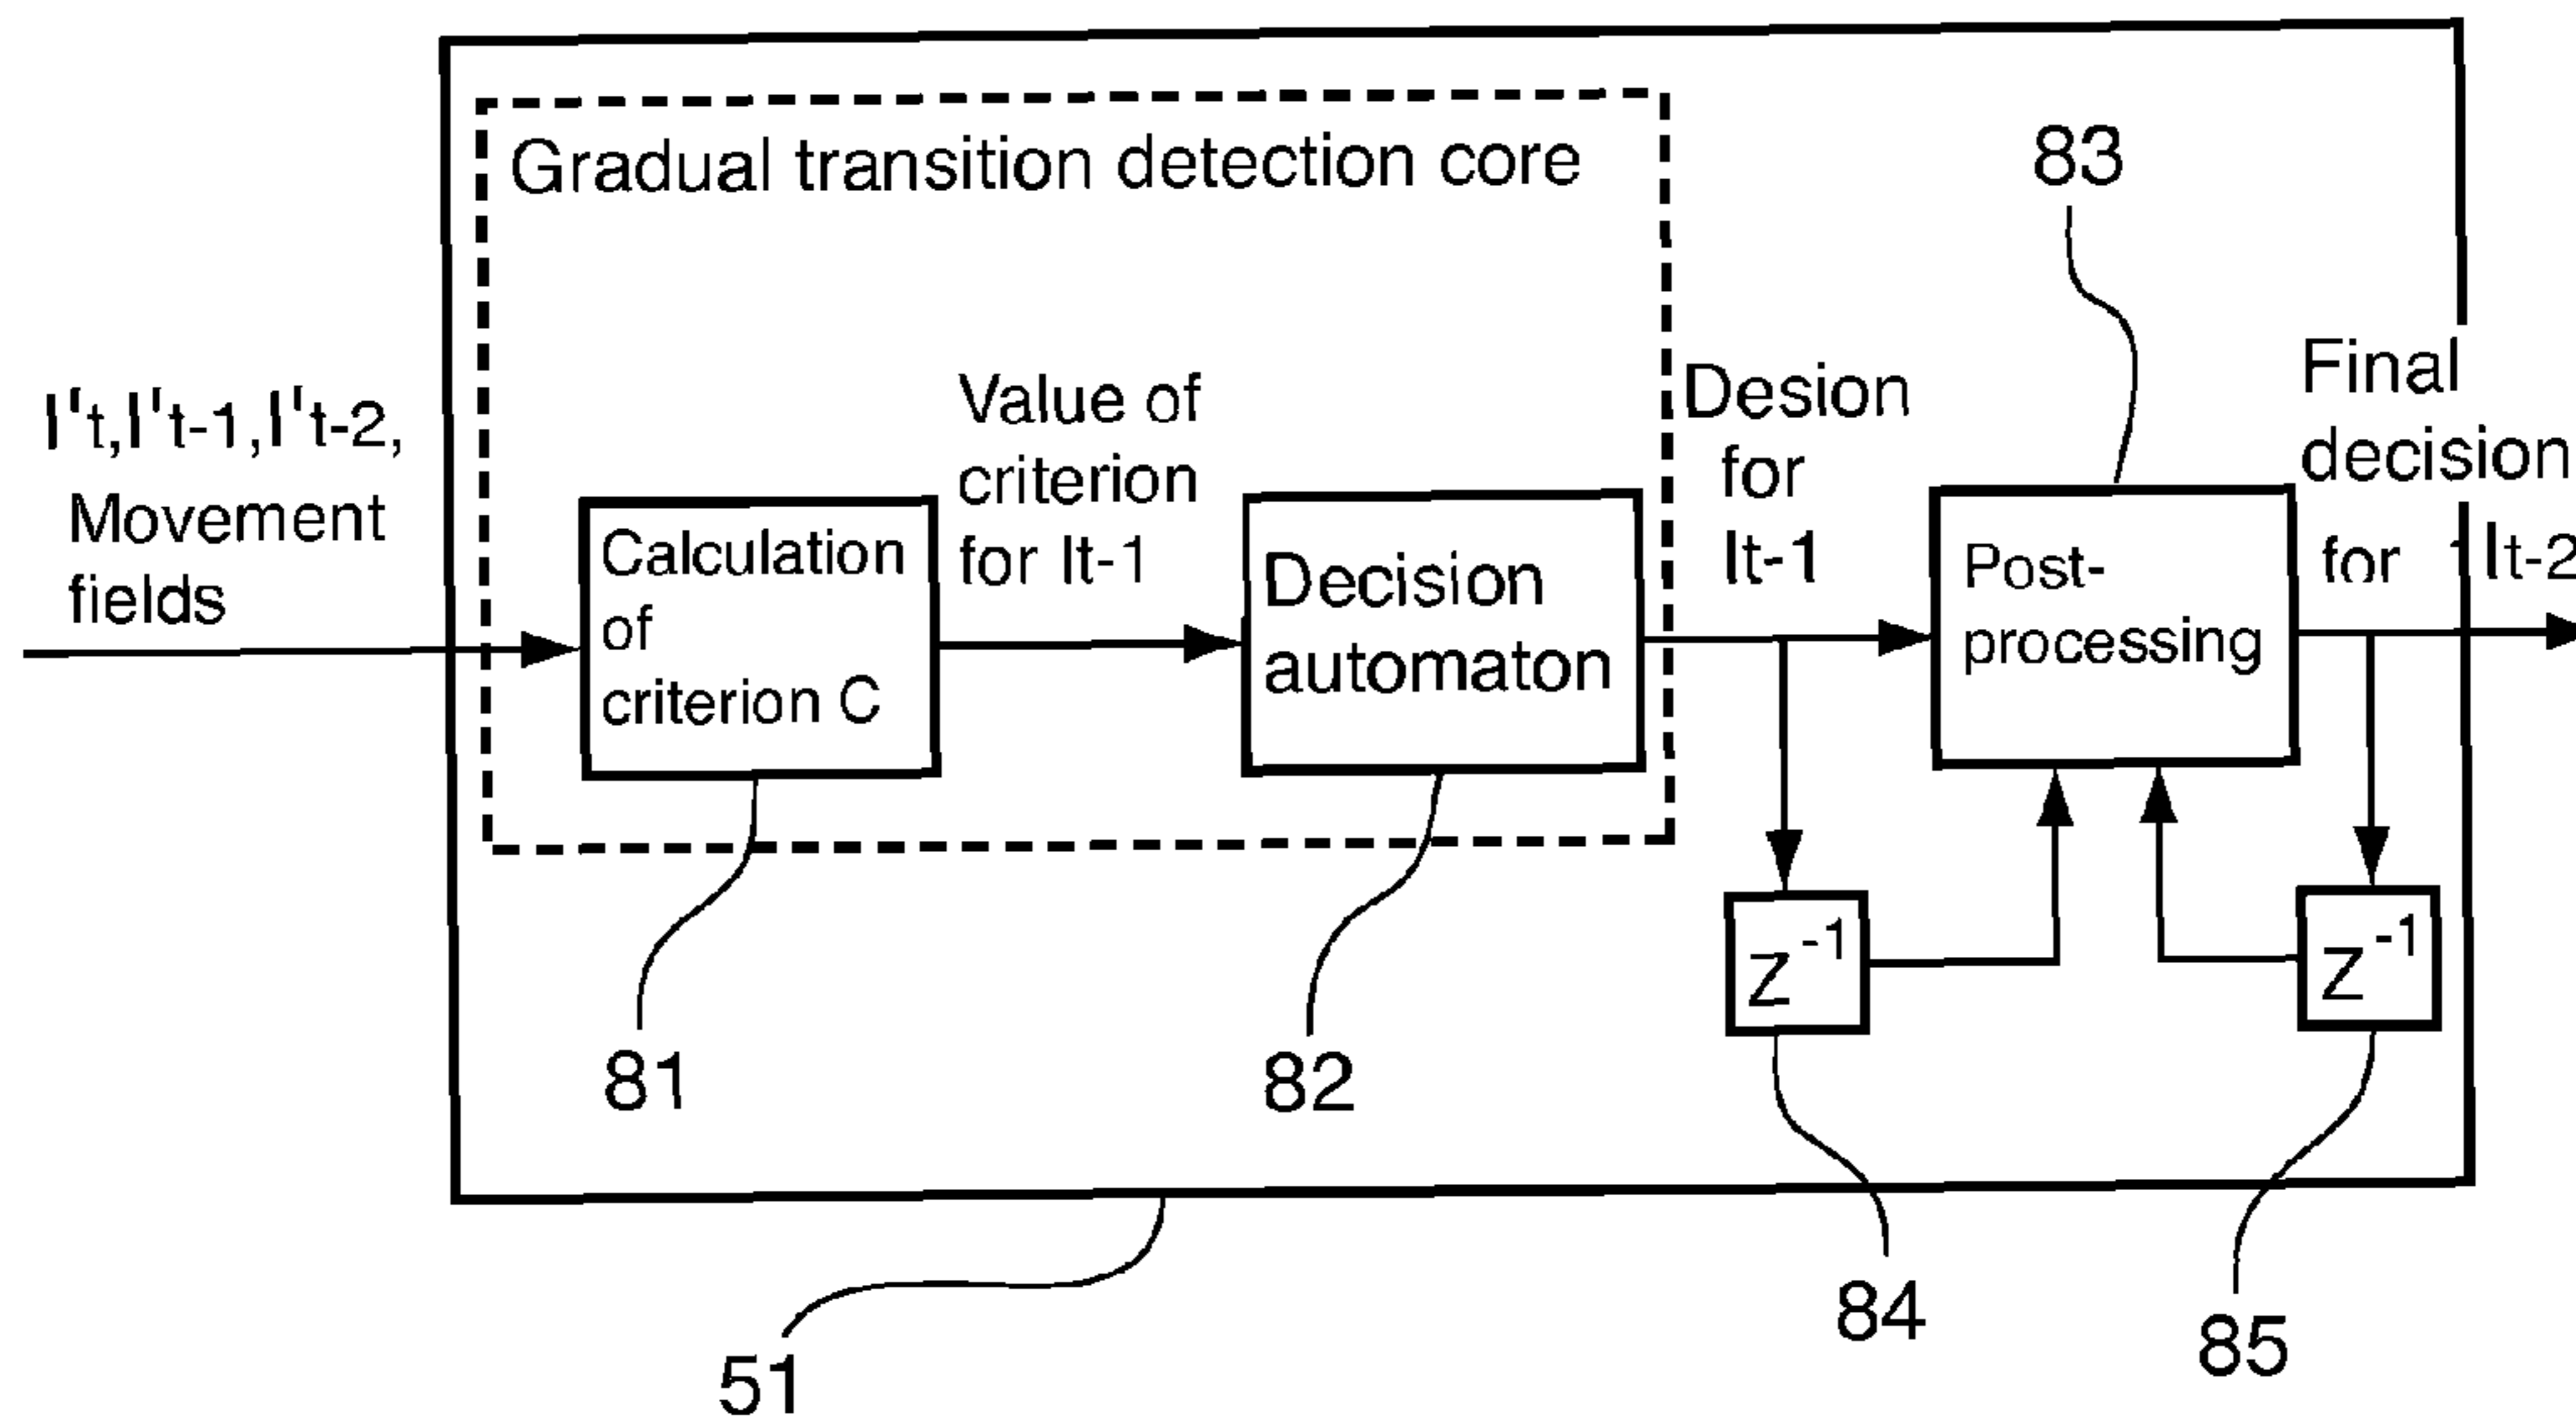 Gradual transition detection core
83
I't,I't-1,I't-2,
Movement
fields
Calculation
of
criterion C
Value of
criterion
for It-1
Decision
automaton
Desion
for
It-1
Post-
processing
Final
decision
for It-2
Z-1
Z-1
81
82
84
85
51